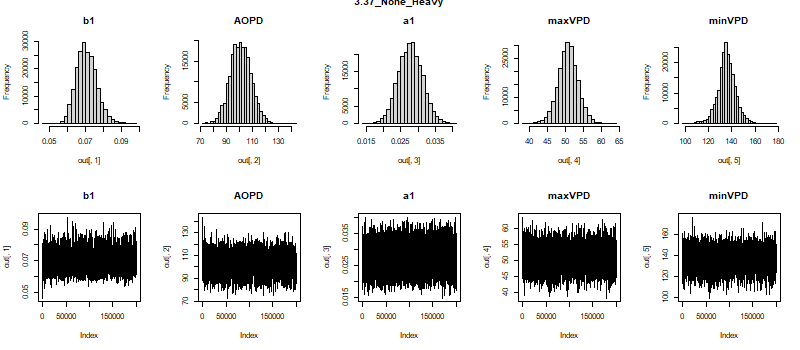 3.37_None_Heavy
b1
AOPD
a1
maxVPD
minVPD
Frequency
0 10000 20000 30000
0.05 0.07 0.09
out[, 1]
Frequency
0 5000 15000
70 90 110 130
out[, 2]
Frequency
0 5000 15000
0.015 0.025 0.035
out[, 3]
Frequency
0 10000 25000
40 45 50 55 60 65
out[, 4]
Frequency
0 5000 15000
100 120 140 160 180
out[, 5]
b1
AOPD
a1
maxVPD
minVPD
out[, 1]
0.05 0.07 0.09
0 50000 150000
Index
out[, 2]
70 90 110 130
0 50000 150000
Index
out[, 3]
0.015 0.025 0.035
0 50000 150000
Index
out[, 4]
40 45 50 55 60
0 50000 150000
Index
out[, 5]
100 120 140 160
0 50000 150000
Index